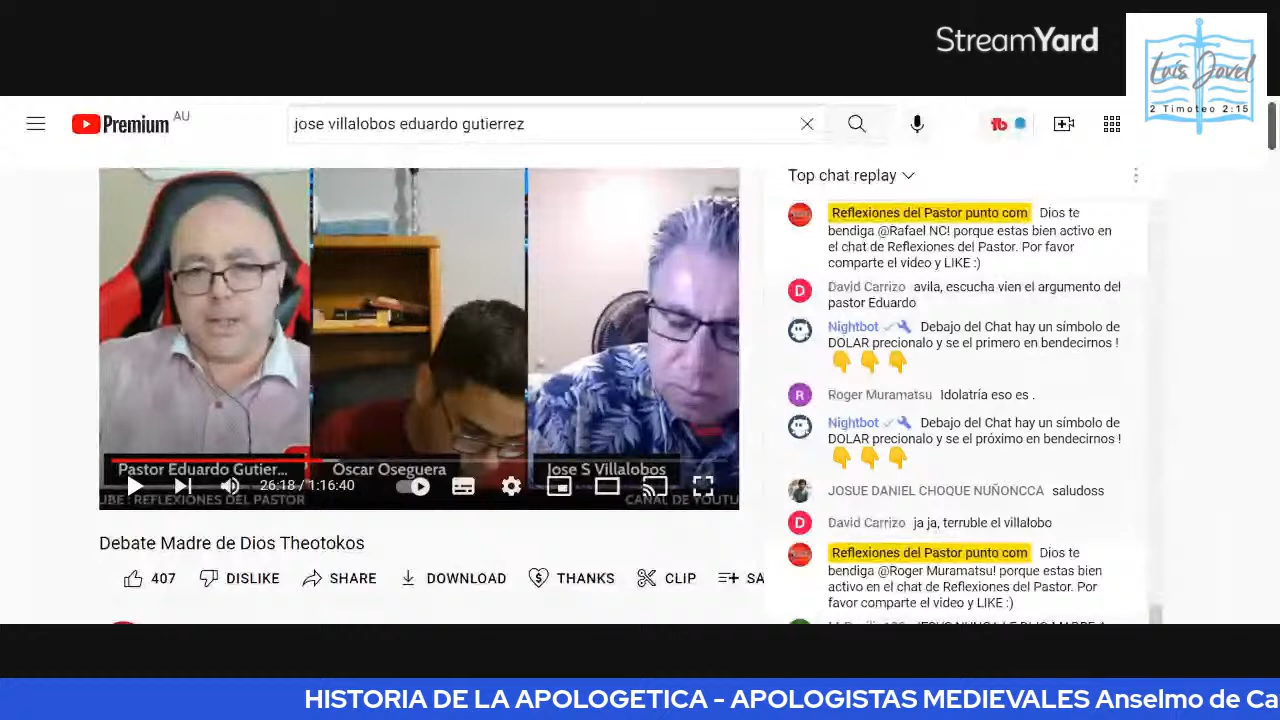 StreamYard
Luis Jovel
2 Timoteo 2:15
Premium AU
jose villalobos eduardo gutierrez
Top chat replay
Reflexiones del Pastor punto com Dios te
bendiga @Rafael NC! porque estas bien activo en
el chat de Reflexiones del Pastor. Por favor
comparte el video y LIKE :)
David Carrizo avila, escucha vien el argumento del
pastor Eduardo
Nightbot Debajo del Chat hay un símbolo de
DOLAR precionalo y se el primero en bendecirnos !
Roger Muramatsu Idolatría eso es .
Nightbot Debajo del Chat hay un símbolo de
DOLAR precionalo y se el próximo en bendecirnos !
JOSUE DANIEL CHOQUE NUÑONCCA saludoss
David Carrizo ja ja, terruble el villalobo
Reflexiones del Pastor punto com Dios te
bendiga @Roger Muramatsu! porque estas bien
activo en el chat de Reflexiones del Pastor. Por
favor comparte el video y LIKE :)
Pastor Eduardo Gutier...
Oscar Oseguera
Jose S Villalobos
26:18 / 1:16:40
UBE: REFLEXIONES DEL PASTOR
CANAL DE YOUTU
Debate Madre de Dios Theotokos
407 DISLIKE SHARE DOWNLOAD THANKS CLIP SA
HISTORIA DE LA APOLOGETICA - APOLOGISTAS MEDIEVALES Anselmo de Ca